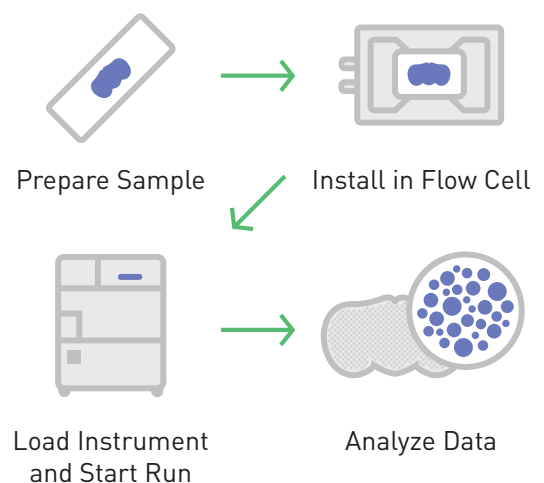 Prepare Sample
Install in Flow Cell
Load Instrument
and Start Run
Analyze Data